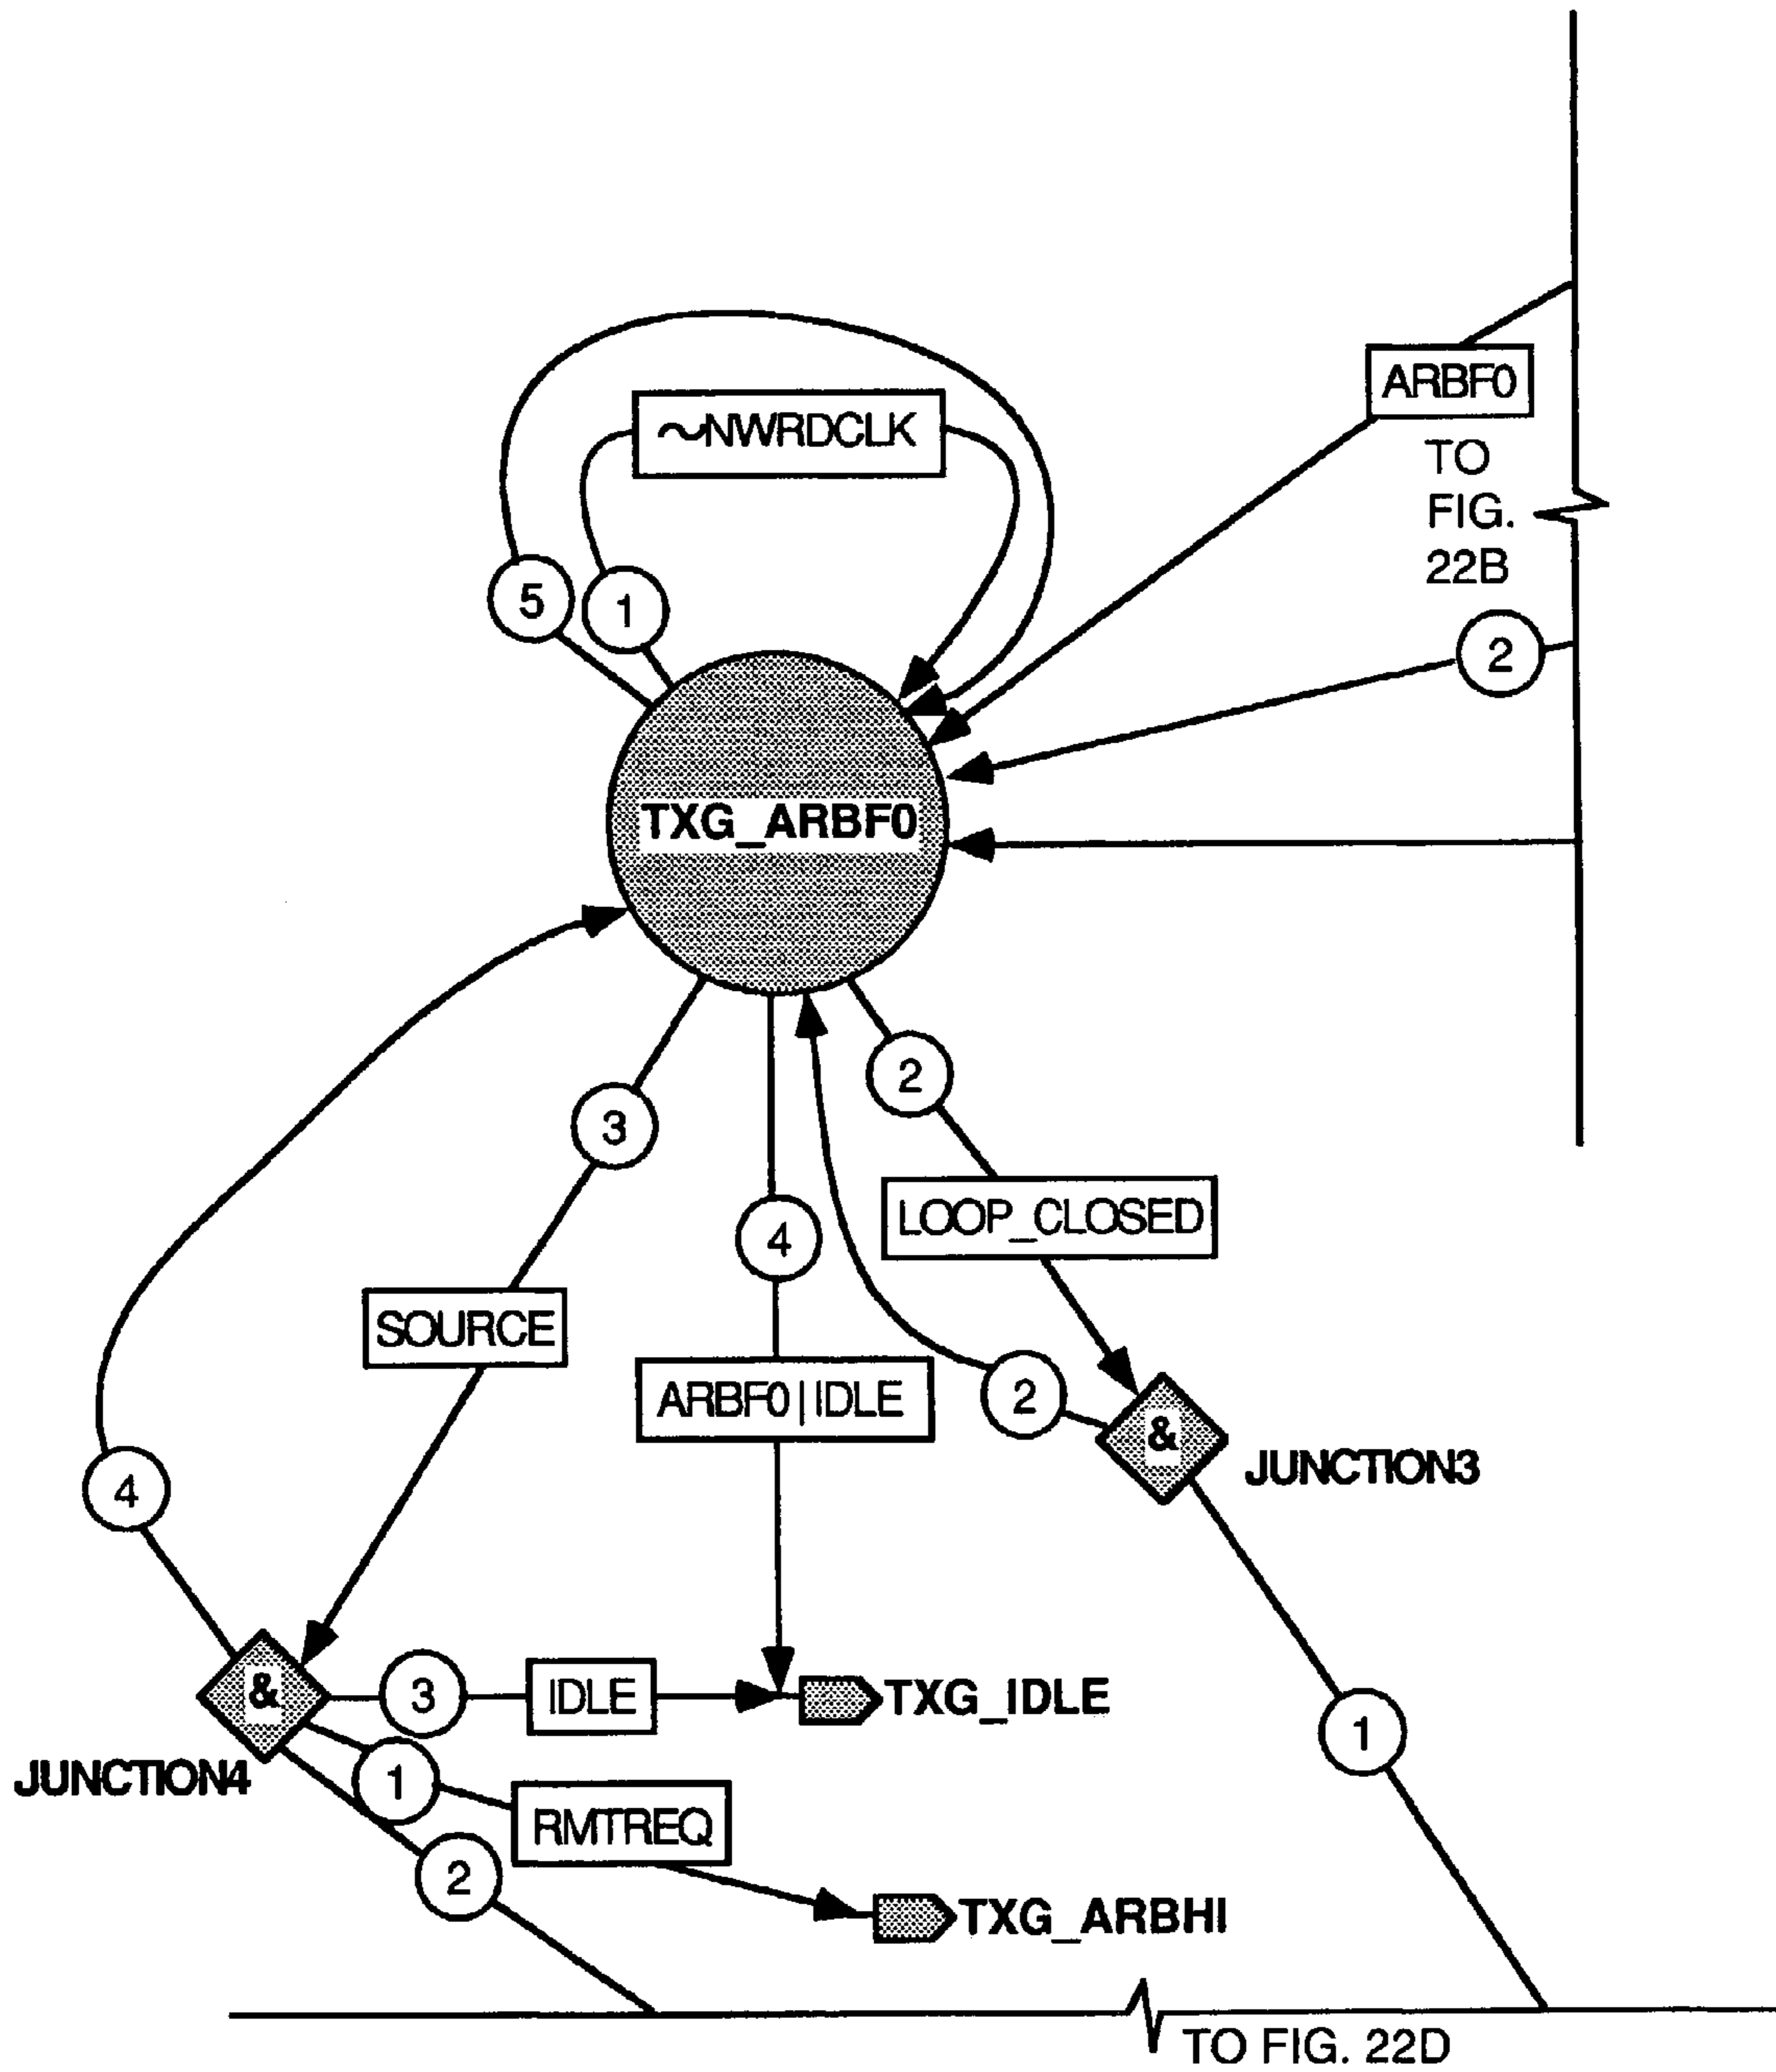 ARBF0
~NWRDCLK
TO
FIG.
22B
5
1
2
TXG_ARBF0
2
3
LOOP_CLOSED
4
SOURCE
ARBF0|IDLE
2
&
JUNCTION3
4
&
3
IDLE
TXG_IDLE
1
JUNCTION4
1
RMTREQ
2
TXG_ARBHI
TO FIG. 22D